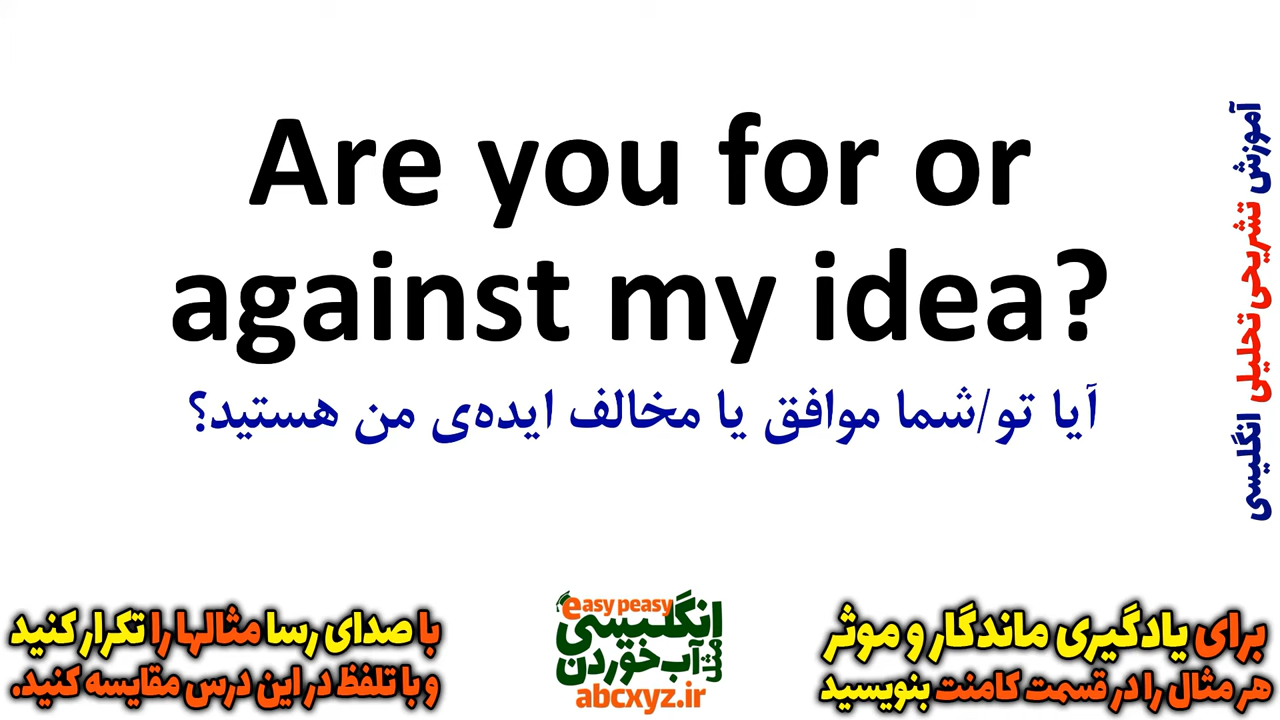 Are you for or
against my idea?
آیا تو/شما موافق یا مخالف ایده‌ی من هستید؟
آموزش تشریحی تحلیلی انگلیسی
با صدای رسا مثالها را تکرار کنید
و با تلفظ در این درس مقایسه کنید.
easy peasy
انگلیسی
مثل آب خوردن
abcxyz.ir
برای یادگیری ماندگار و موثر
هر مثال را در قسمت کامنت بنویسید